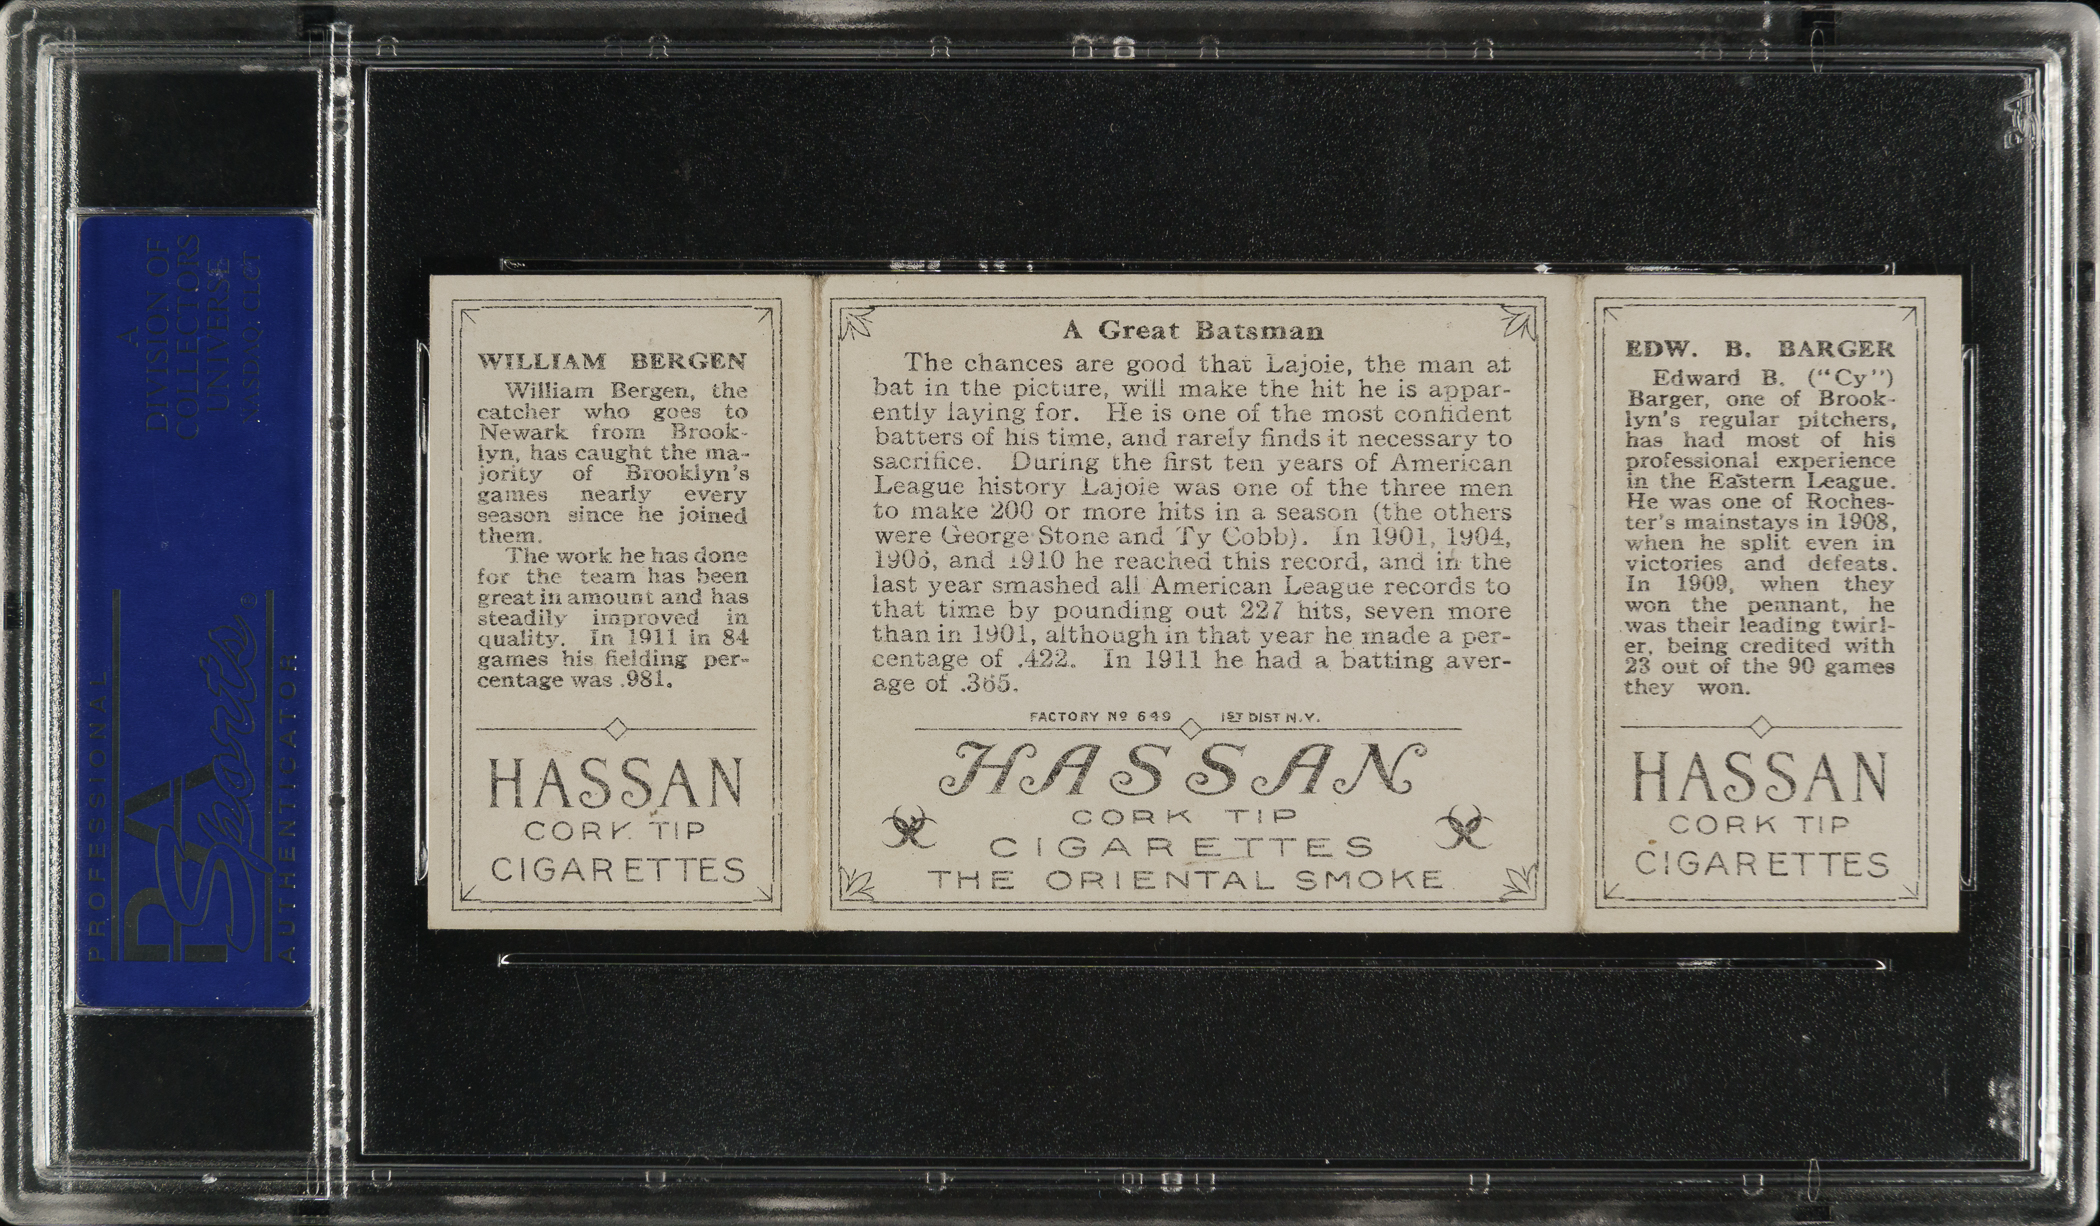 A
DIVISION OF
COLLECTORS
UNIVERSE
NASDAQ: CLCT
PROFESSIONAL
PSA
Sports®
AUTHENTICATOR
PSA
WILLIAM BERGEN
William Bergen, the
catcher who goes to
Newark from Brook-
lyn, has caught the ma-
jority of Brooklyn's
games nearly every
season since he joined
them.
The work he has done
for the team has been
great in amount and has
steadily improved in
quality. In 1911 in 84
games his fielding per-
centage was .981.
HASSAN
CORK TIP
CIGARETTES
A Great Batsman
The chances are good that Lajoie, the man at
bat in the picture, will make the hit he is appar-
ently laying for. He is one of the most confident
batters of his time, and rarely finds it necessary to
sacrifice. During the first ten years of American
League history Lajoie was one of the three men
to make 200 or more hits in a season (the others
were George Stone and Ty Cobb). In 1901, 1904,
1906, and 1910 he reached this record, and in the
last year smashed all American League records to
that time by pounding out 227 hits, seven more
than in 1901, although in that year he made a per-
centage of .422. In 1911 he had a batting aver-
age of .365.
FACTORY Nº 649 1ST DIST N.Y.
HASSAN
CORK TIP
CIGARETTES
THE ORIENTAL SMOKE
EDW. B. BARGER
Edward B. ("Cy")
Barger, one of Brook-
lyn's regular pitchers,
has had most of his
professional experience
in the Eastern League.
He was one of Roches-
ter's mainstays in 1908,
when he split even in
victories and defeats.
In 1909, when they
won the pennant, he
was their leading twirl-
er, being credited with
23 out of the 90 games
they won.
HASSAN
CORK TIP
CIGARETTES